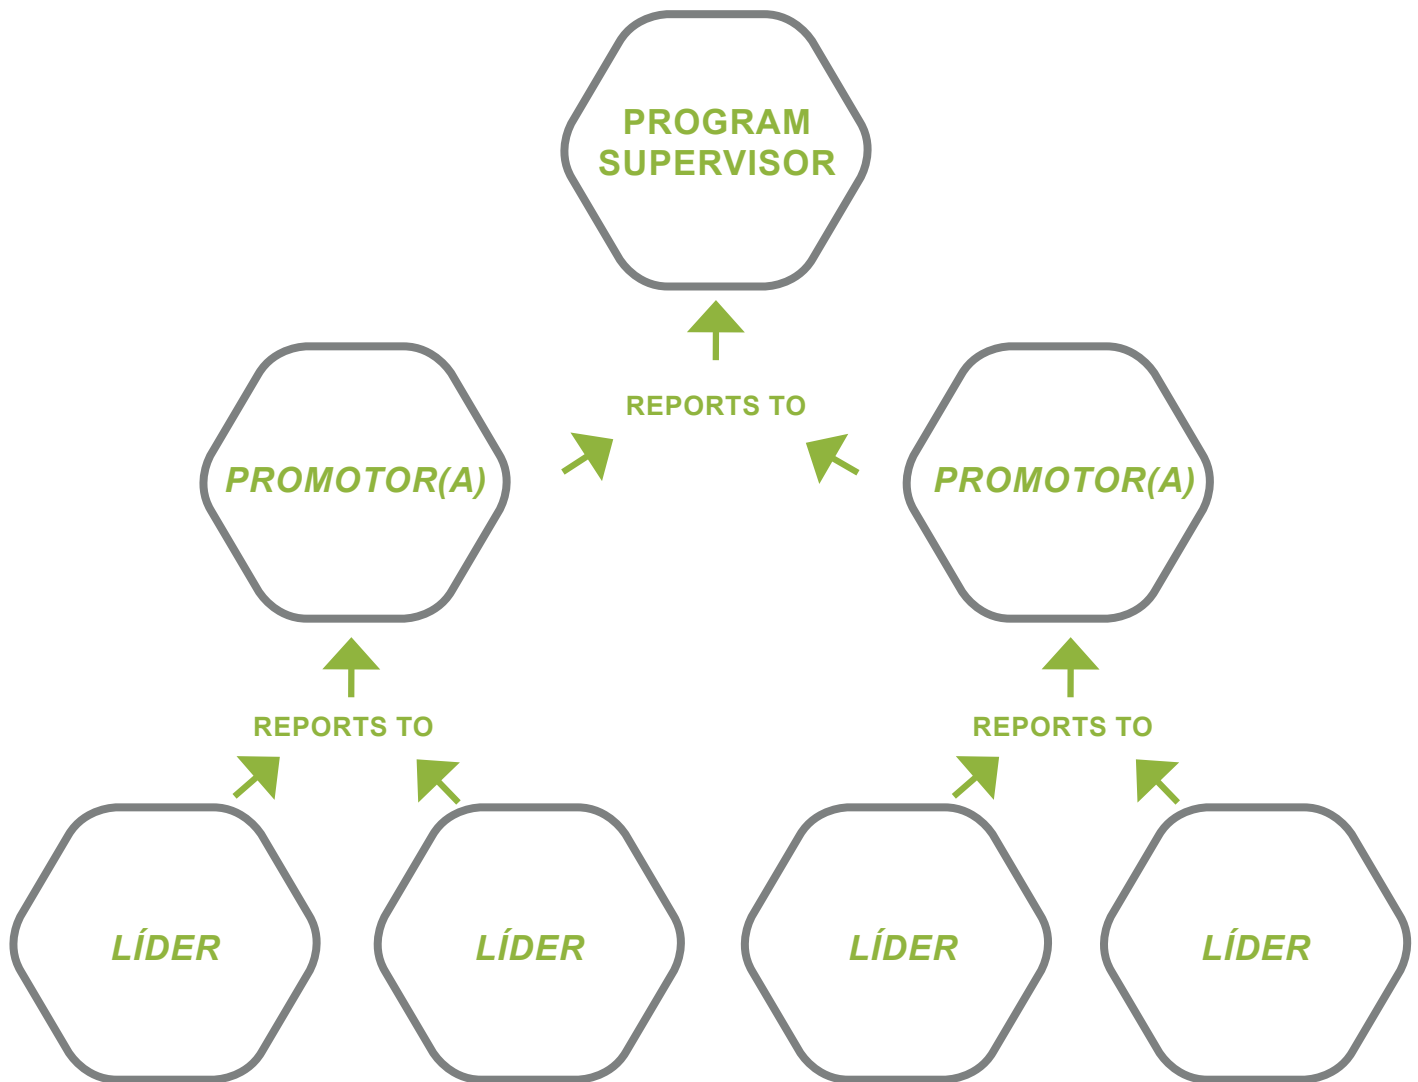 PROGRAM
SUPERVISOR
REPORTS TO
PROMOTOR(A)
PROMOTOR(A)
REPORTS TO
REPORTS TO
LÍDER
LÍDER
LÍDER
LÍDER